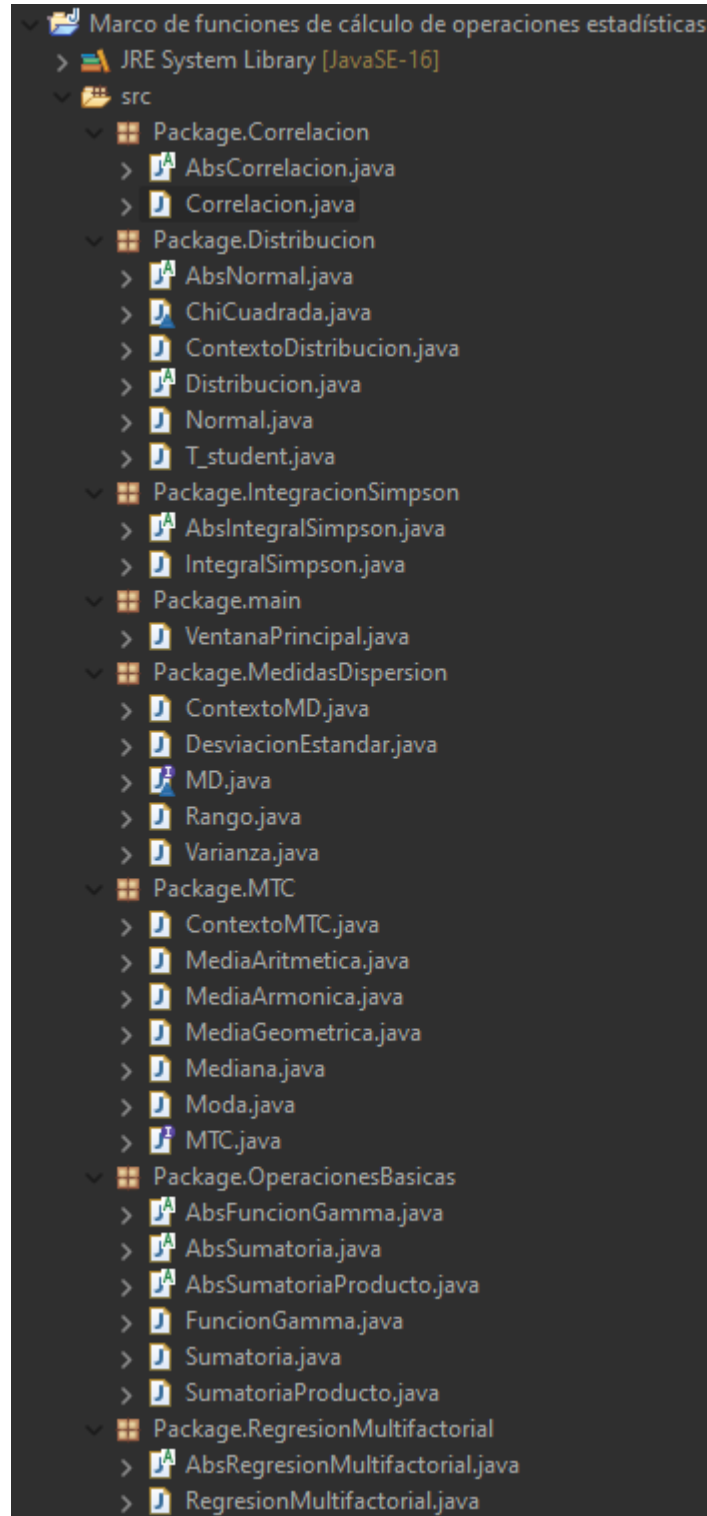 Marco de funciones de cálculo de operaciones estadísticas
JRE System Library [JavaSE-16]
src
Package.Correlacion
AbsCorrelacion.java
Correlacion.java
Package.Distribucion
AbsNormal.java
ChiCuadrada.java
ContextoDistribucion.java
Distribucion.java
Normal.java
T_student.java
Package.IntegracionSimpson
AbsIntegralSimpson.java
IntegralSimpson.java
Package.main
VentanaPrincipal.java
Package.MedidasDispersion
ContextoMD.java
DesviacionEstandar.java
MD.java
Rango.java
Varianza.java
Package.MTC
ContextoMTC.java
MediaAritmetica.java
MediaArmonica.java
MediaGeometrica.java
Mediana.java
Moda.java
MTC.java
Package.OperacionesBasicas
AbsFuncionGamma.java
AbsSumatoria.java
AbsSumatoriaProducto.java
FuncionGamma.java
Sumatoria.java
SumatoriaProducto.java
Package.RegresionMultifactorial
AbsRegresionMultifactorial.java
RegresionMultifactorial.java